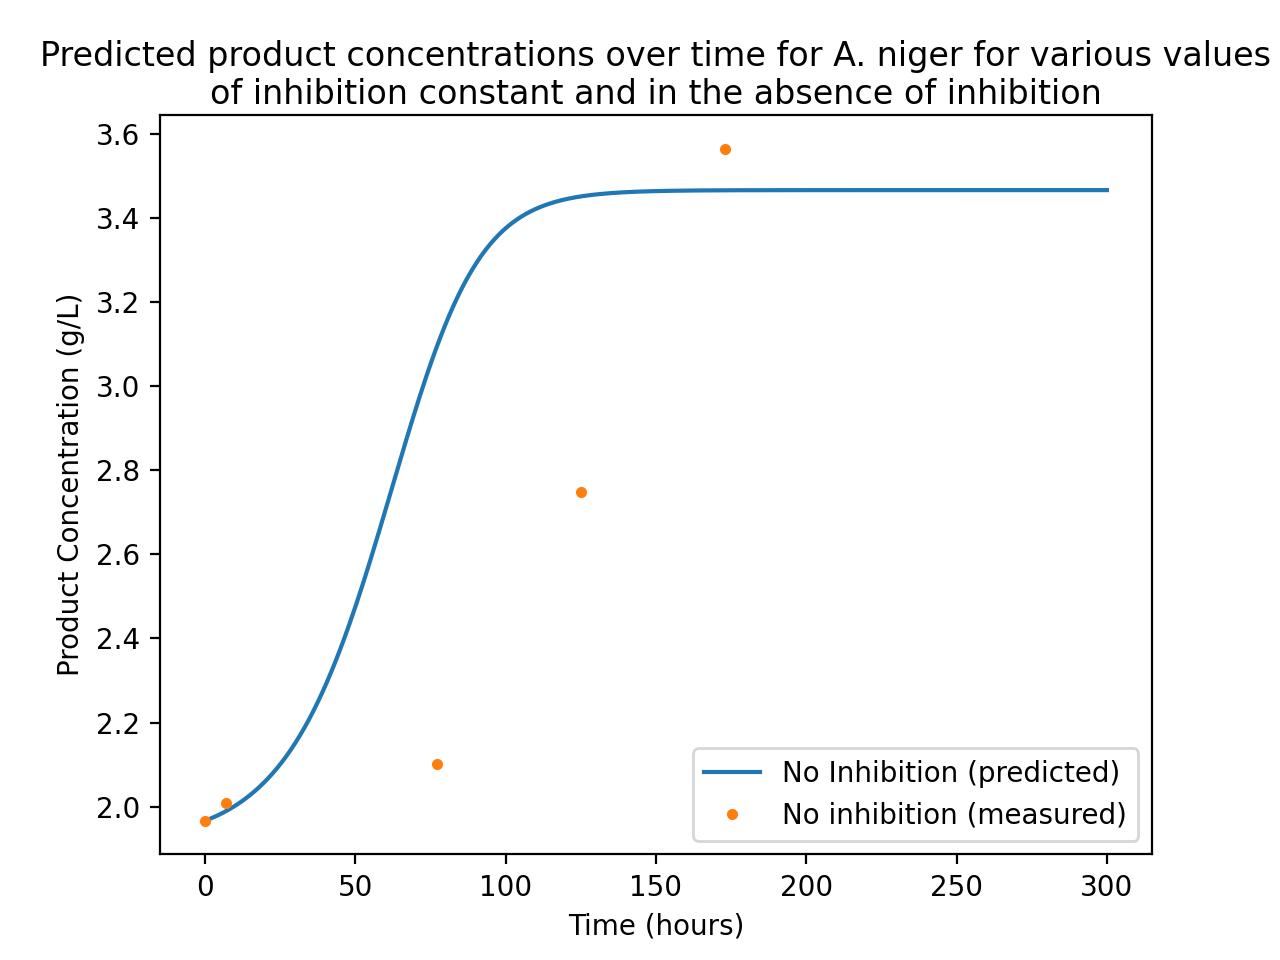 Predicted product concentrations over time for A. niger for various values
of inhibition constant and in the absence of inhibition
3.6
3.4
3.2
3.0
2.8
2.6
2.4
2.2
2.0
Product Concentration (g/L)
No Inhibition (predicted)
No inhibition (measured)
0 50 100 150 200 250 300
Time (hours)